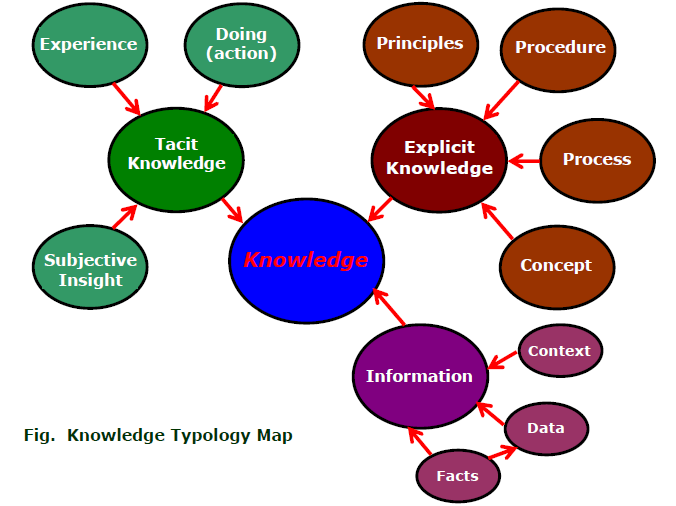 Experience
Doing
(action)
Principles
Procedure
Tacit
Knowledge
Explicit
Knowledge
Process
Subjective
Insight
Knowledge
Concept
Context
Information
Data
Fig. Knowledge Typology Map
Facts